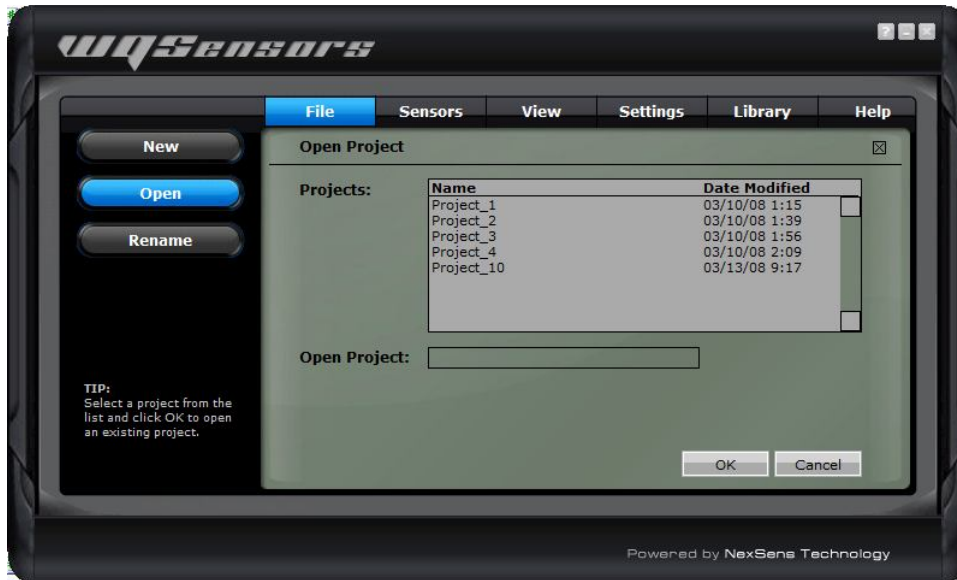 WQSensors
? -
File Sensors View Settings Library Help
New
Open
Rename
TIP:
Select a project from the
list and click OK to open
an existing project.
Open Project
Projects:
Name Date Modified
Project_1 03/10/08 1:15
Project_2 03/10/08 1:39
Project_3 03/10/08 1:56
Project_4 03/10/08 2:09
Project_10 03/13/08 9:17
Open Project:
OK Cancel
Powered by NexSens Technology